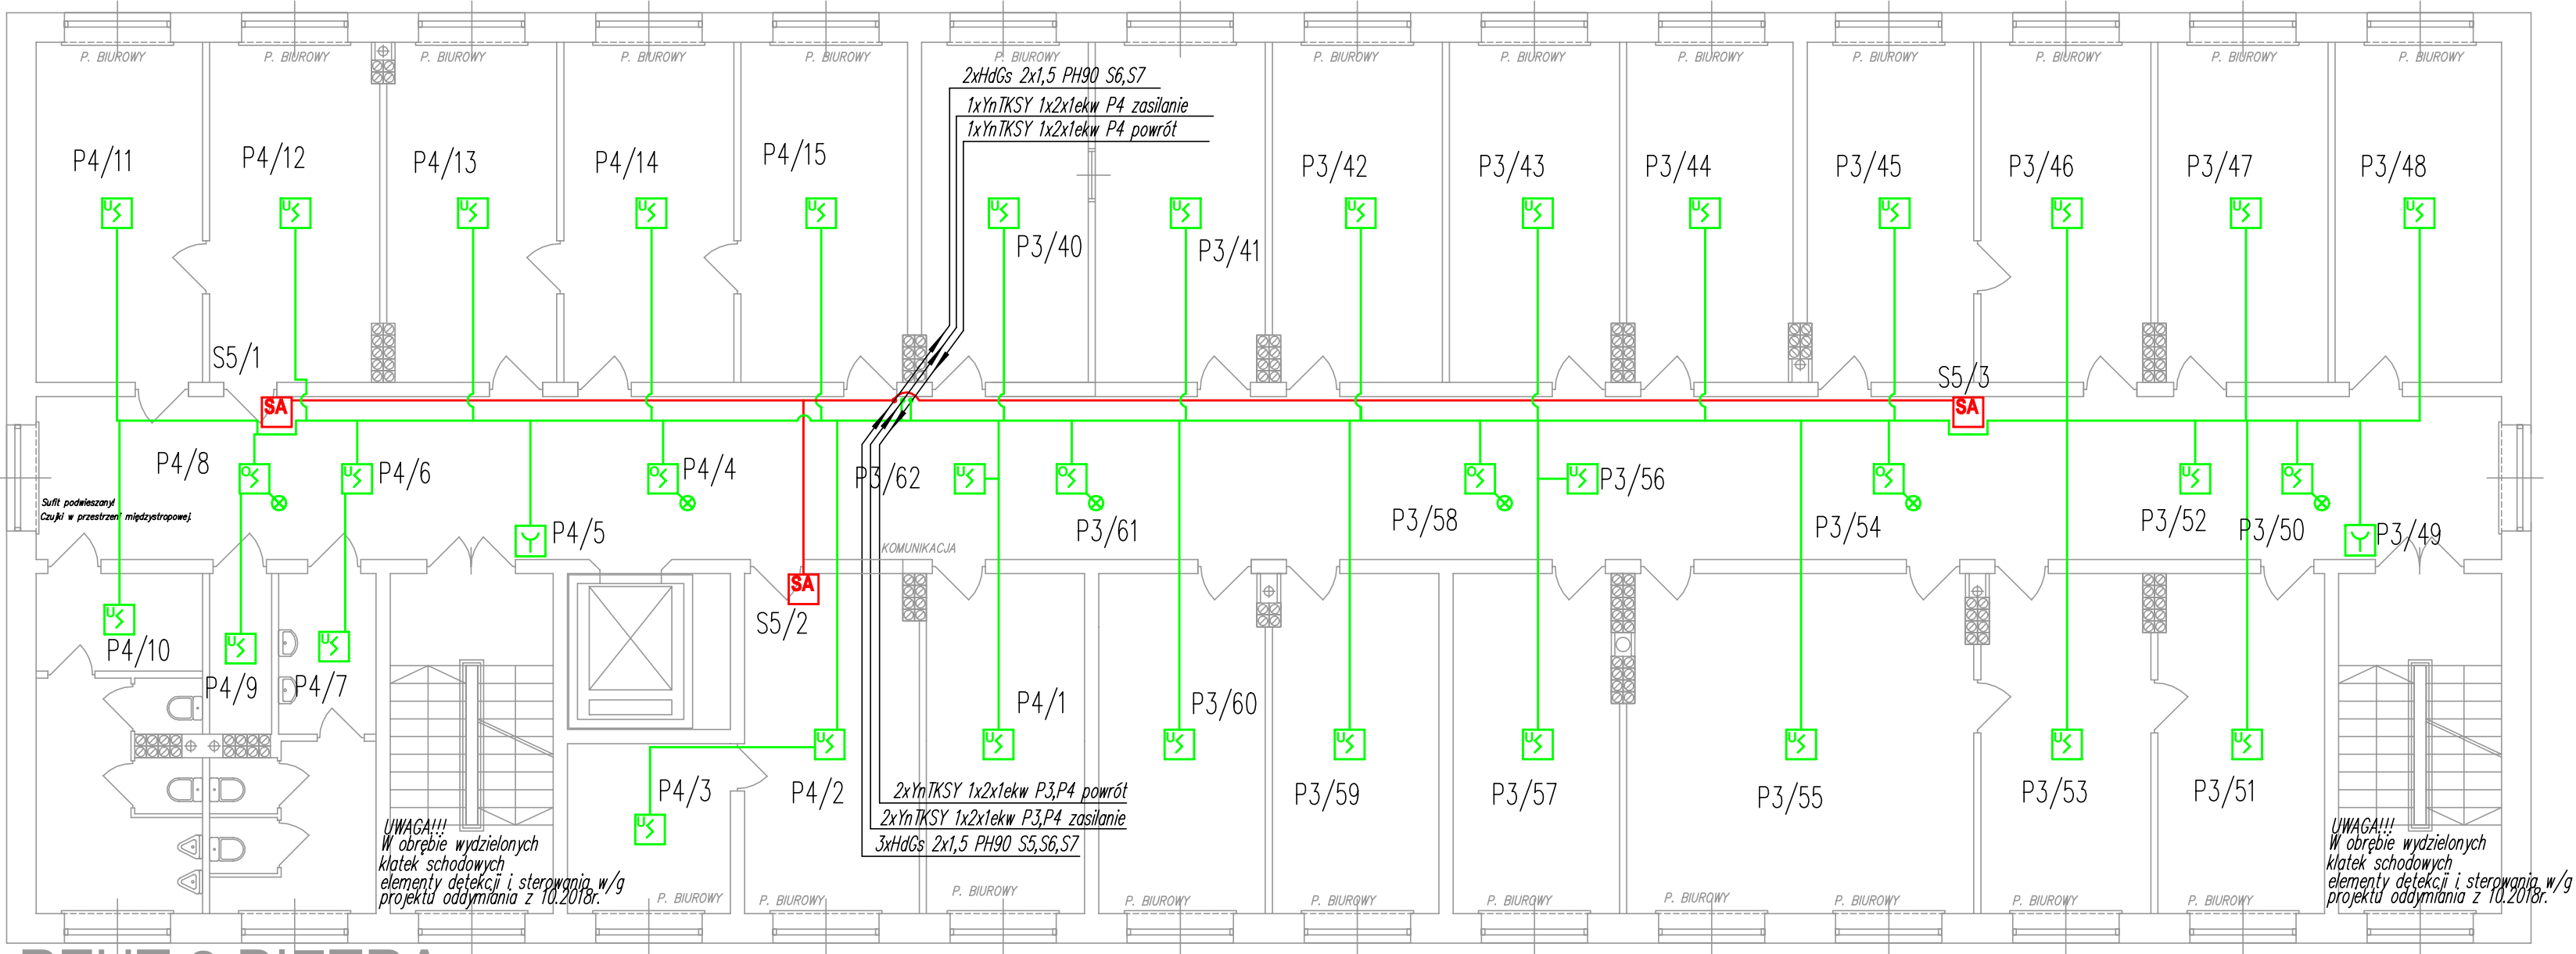 P. BIUROWY
P. BIUROWY
P. BIUROWY
P. BIUROWY
P. BIUROWY
P. BIUROWY
P. BIUROWY
P. BIUROWY
P. BIUROWY
P. BIUROWY
P. BIUROWY
P. BIUROWY
P. BIUROWY
P. BIUROWY
2xHdGs 2x1,5 PH90 S6,S7
1xYnTKSY 1x2x1ekw P4 zasilanie
1xYnTKSY 1x2x1ekw P4 powrót
P4/11
P4/12
P4/13
P4/14
P4/15
P3/40
P3/41
P3/42
P3/43
P3/44
P3/45
P3/46
P3/47
P3/48
U
U
U
U
U
U
U
U
U
U
U
U
U
U
S5/1
S5/3
SA
SA
P4/8
O
U
P4/6
O
P4/4
P3/62
U
O
P3/61
P3/58
O
U
P3/56
O
P3/54
U
P3/52
O
P3/50
P3/49
Sufit podwieszany!
Czujki w przestrzeni międzystropowej.
P4/5
KOMUNIKACJA
SA
S5/2
U
P4/10
U
P4/9
U
P4/7
P4/1
P3/60
U
U
U
U
U
U
U
U
P4/3
U
P4/2
P3/59
P3/57
P3/55
P3/53
P3/51
2xYnTKSY 1x2x1ekw P3,P4 powrót
2xYnTKSY 1x2x1ekw P3,P4 zasilanie
3xHdGs 2x1,5 PH90 S5,S6,S7
UWAGA!!!
W obrębie wydzielonych
klatek schodowych
elementy detekcji i sterowania w/g
projektu oddymiania z 10.2018r.
UWAGA!!!
W obrębie wydzielonych
klatek schodowych
elementy detekcji i sterowania w/g
projektu oddymiania z 10.2018r.
P. BIUROWY
P. BIUROWY
P. BIUROWY
P. BIUROWY
P. BIUROWY
P. BIUROWY
P. BIUROWY
P. BIUROWY
P. BIUROWY
P. BIUROWY